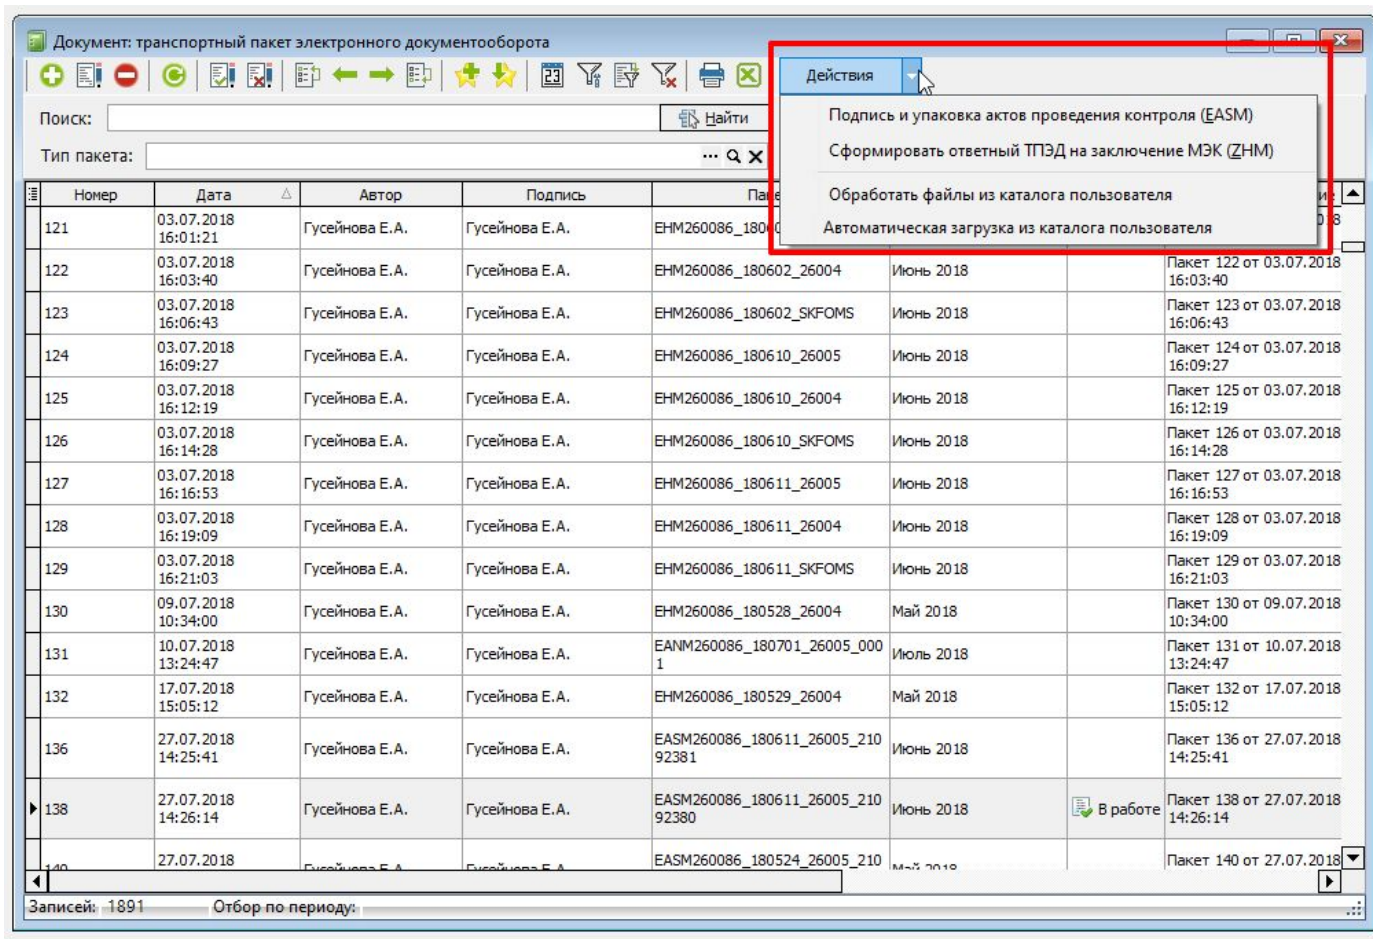 Документ: транспортный пакет электронного документооборота
23
Действия
Поиск:
Найти
Подпись и упаковка актов проведения контроля (EASM)
Тип пакета:
Сформировать ответный ТПЭД на заключение МЭК (ZHM)
Обработать файлы из каталога пользователя
Автоматическая загрузка из каталога пользователя
Номер Дата Автор Подпись
121 03.07.2018 16:01:21 Гусейнова Е.А. Гусейнова Е.А.
122 03.07.2018 16:03:40 Гусейнова Е.А. Гусейнова Е.А. EHM260086_180602_26004 Июнь 2018 Пакет 122 от 03.07.2018 16:03:40
123 03.07.2018 16:06:43 Гусейнова Е.А. Гусейнова Е.А. EHM260086_180602_SKFOMS Июнь 2018 Пакет 123 от 03.07.2018 16:06:43
124 03.07.2018 16:09:27 Гусейнова Е.А. Гусейнова Е.А. EHM260086_180610_26005 Июнь 2018 Пакет 124 от 03.07.2018 16:09:27
125 03.07.2018 16:12:19 Гусейнова Е.А. Гусейнова Е.А. EHM260086_180610_26004 Июнь 2018 Пакет 125 от 03.07.2018 16:12:19
126 03.07.2018 16:14:28 Гусейнова Е.А. Гусейнова Е.А. EHM260086_180610_SKFOMS Июнь 2018 Пакет 126 от 03.07.2018 16:14:28
127 03.07.2018 16:16:53 Гусейнова Е.А. Гусейнова Е.А. EHM260086_180611_26005 Июнь 2018 Пакет 127 от 03.07.2018 16:16:53
128 03.07.2018 16:19:09 Гусейнова Е.А. Гусейнова Е.А. EHM260086_180611_26004 Июнь 2018 Пакет 128 от 03.07.2018 16:19:09
129 03.07.2018 16:21:03 Гусейнова Е.А. Гусейнова Е.А. EHM260086_180611_SKFOMS Июнь 2018 Пакет 129 от 03.07.2018 16:21:03
130 09.07.2018 10:34:00 Гусейнова Е.А. Гусейнова Е.А. EHM260086_180528_26004 Май 2018 Пакет 130 от 09.07.2018 10:34:00
131 10.07.2018 13:24:47 Гусейнова Е.А. Гусейнова Е.А. EANM260086_180701_26005_0001 Июль 2018 Пакет 131 от 10.07.2018 13:24:47
132 17.07.2018 15:05:12 Гусейнова Е.А. Гусейнова Е.А. EHM260086_180529_26004 Май 2018 Пакет 132 от 17.07.2018 15:05:12
136 27.07.2018 14:25:41 Гусейнова Е.А. Гусейнова Е.А. EASM260086_180611_26005_21092381 Июнь 2018 Пакет 136 от 27.07.2018 14:25:41
138 27.07.2018 14:26:14 Гусейнова Е.А. Гусейнова Е.А. EASM260086_180611_26005_21092380 Июнь 2018 В работе Пакет 138 от 27.07.2018 14:26:14
27.07.2018 EASM260086_180524_26005_210 Май 2018 Пакет 140 от 27.07.2018
Записей: 1891 Отбор по периоду: